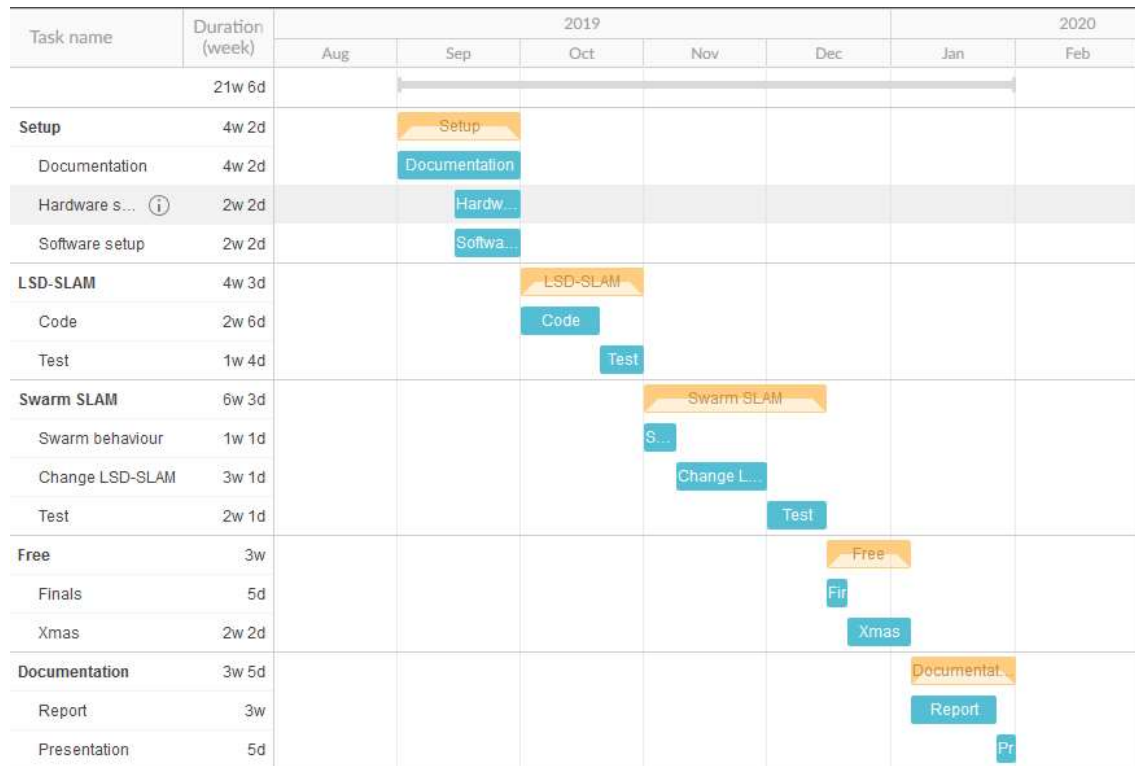 Task name Duration (week) 2019 2020
Aug Sep Oct Nov Dec Jan Feb
21w 6d
Setup 4w 2d Setup
Documentation 4w 2d Documentation
Hardware s... 2w 2d Hardw...
Software setup 2w 2d Softwa...
LSD-SLAM 4w 3d LSD-SLAM
Code 2w 6d Code
Test 1w 4d Test
Swarm SLAM 6w 3d Swarm SLAM
Swarm behaviour 1w 1d S...
Change LSD-SLAM 3w 1d Change L...
Test 2w 1d Test
Free 3w Free
Finals 5d Fir
Xmas 2w 2d Xmas
Documentation 3w 5d Documentat...
Report 3w Report
Presentation 5d Pr